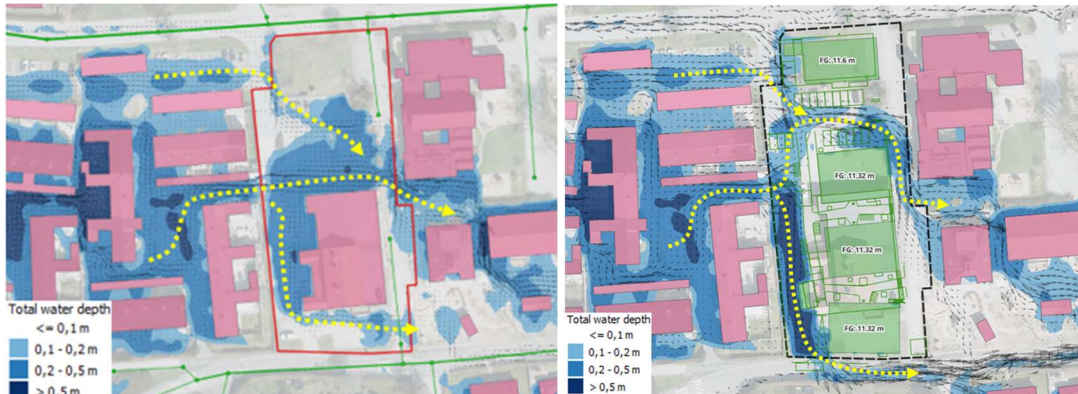 Total water depth
<= 0,1 m
0,1 - 0,2 m
0,2 - 0,5 m
> 0,5 m
FG: 11.6 m
FG: 11.32 m
FG: 11.32 m
FG: 11.32 m
Total water depth
<= 0,1 m
0,1 - 0,2 m
0,2 - 0,5 m
> 0,5 m